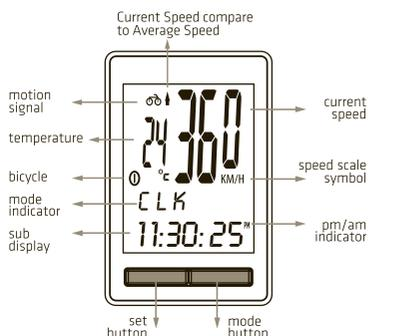 Current Speed compare
to Average Speed
motion
signal
temperature
bicycle
mode
indicator
sub
display
36.0
24
°C
1
KM/H
CLK
11:30:25 PM
current
speed
speed scale
symbol
pm/am
indicator
set
button
mode
button